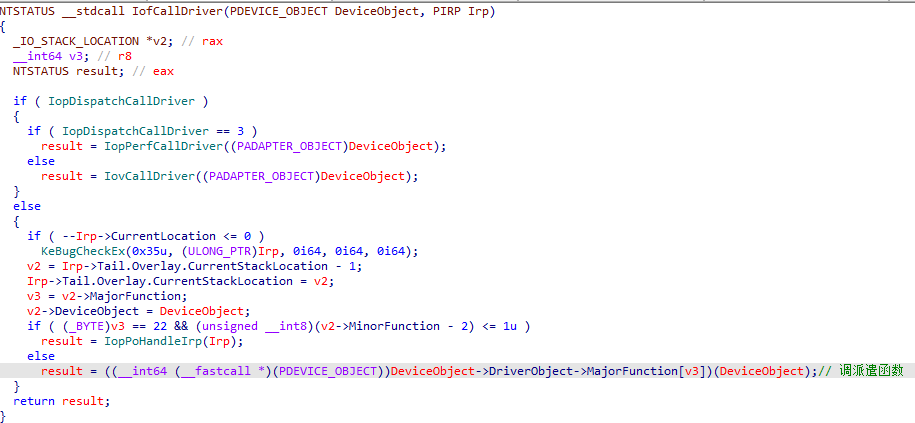 NTSTATUS __stdcall IofCallDriver(PDEVICE_OBJECT DeviceObject, PIRP Irp)
{
  _IO_STACK_LOCATION *v2; // rax
  __int64 v3; // r8
  NTSTATUS result; // eax

  if ( IopDispatchCallDriver )
  {
    if ( IopDispatchCallDriver == 3 )
      result = IopPerfCallDriver((PADAPTER_OBJECT)DeviceObject);
    else
      result = IovCallDriver((PADAPTER_OBJECT)DeviceObject);
  }
  else
  {
    if ( --Irp->CurrentLocation <= 0 )
      KeBugCheckEx(0x35u, (ULONG_PTR)Irp, 0i64, 0i64, 0i64);
    v2 = Irp->Tail.Overlay.CurrentStackLocation - 1;
    Irp->Tail.Overlay.CurrentStackLocation = v2;
    v3 = v2->MajorFunction;
    v2->DeviceObject = DeviceObject;
    if ( (_BYTE)v3 == 22 && (unsigned __int8)(v2->MinorFunction - 2) <= 1u )
      result = IopPoHandleIrp(Irp);
    else
      result = ((__int64 (__fastcall *)(PDEVICE_OBJECT))DeviceObject->DriverObject->MajorFunction[v3])(DeviceObject);// 调派遣函数
  }
  return result;
}